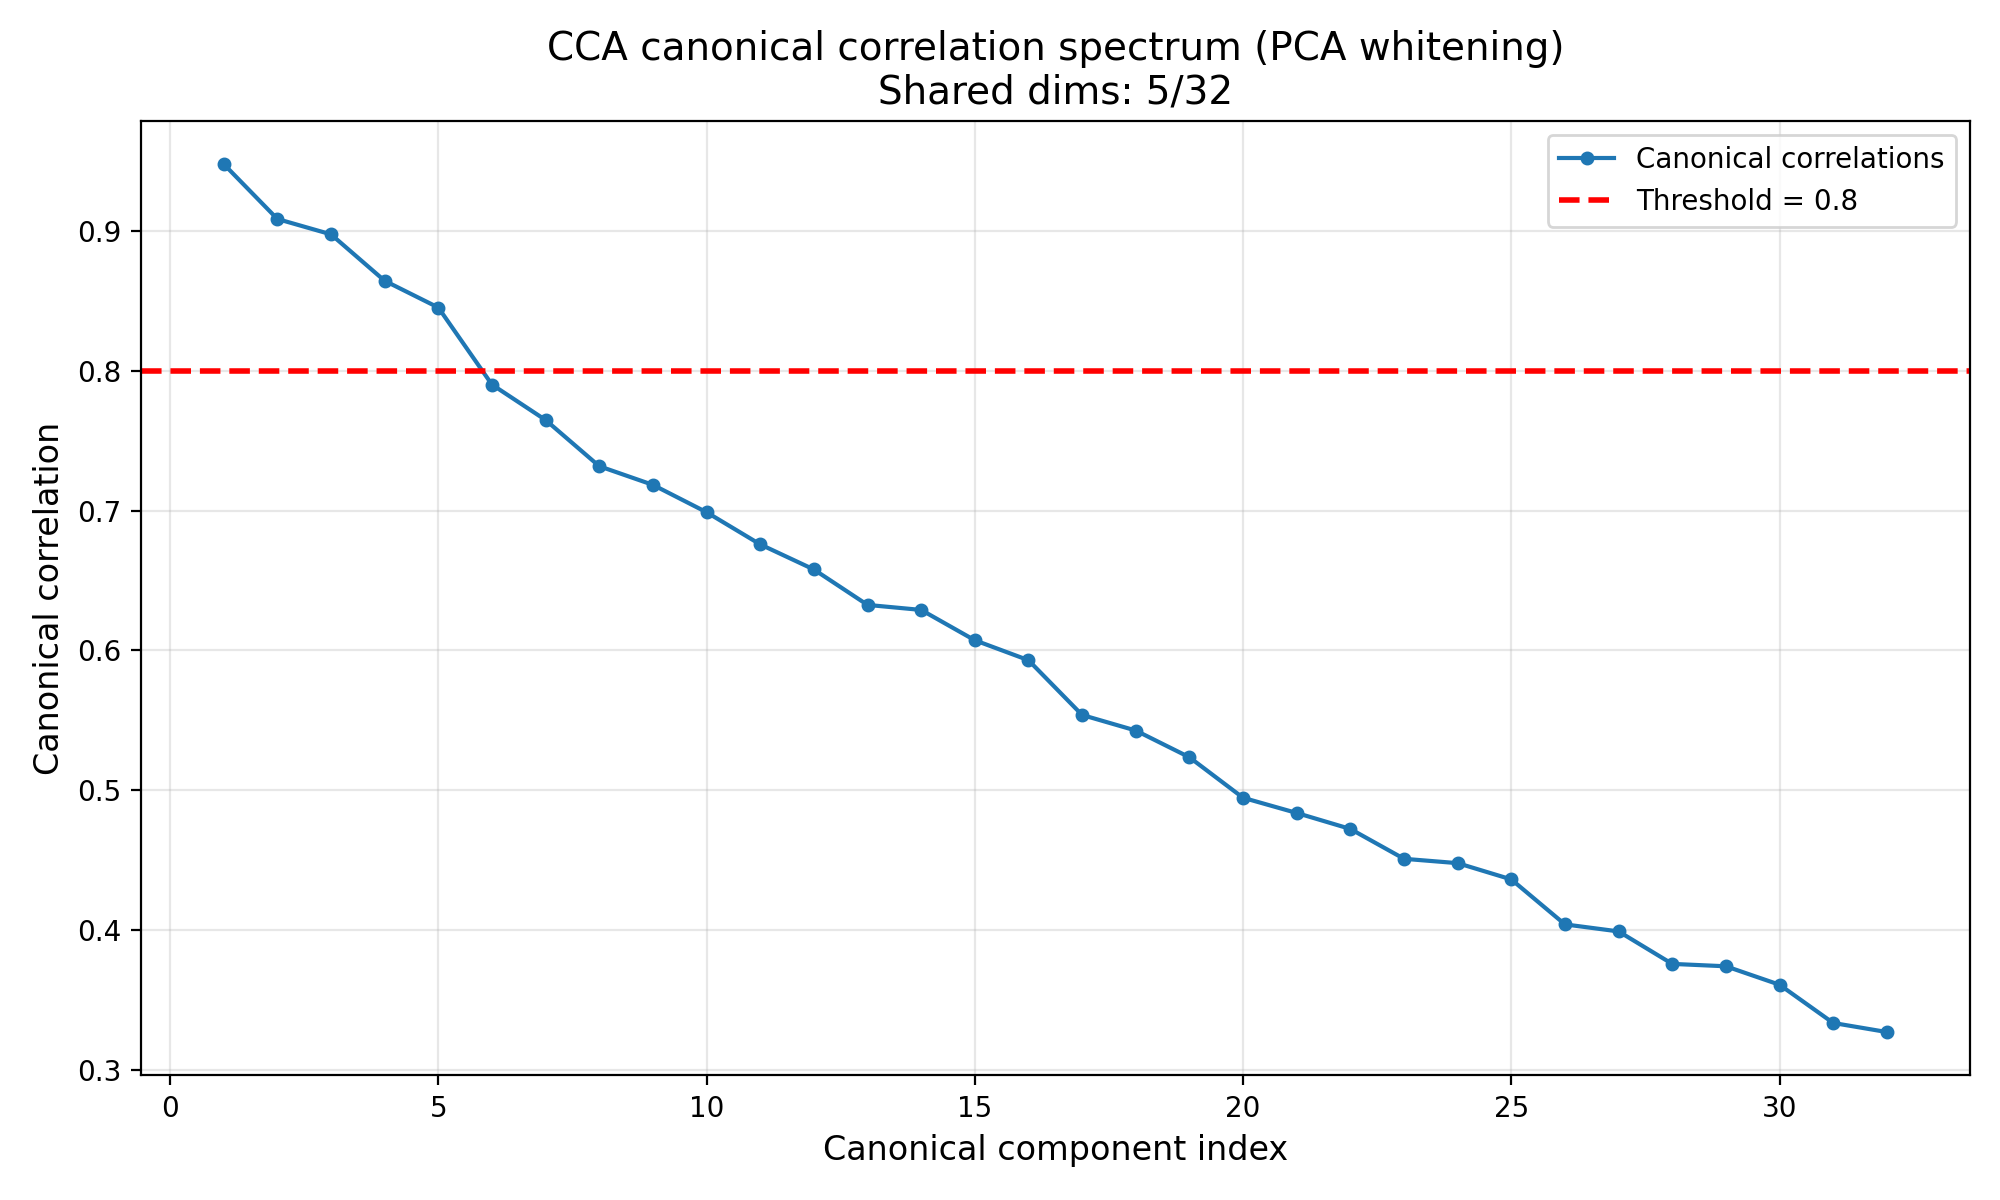 CCA canonical correlation spectrum (PCA whitening)
Shared dims: 5/32
Canonical correlations
Threshold = 0.8
Canonical correlation
0.9
0.8
0.7
0.6
0.5
0.4
0.3
0 5 10 15 20 25 30
Canonical component index